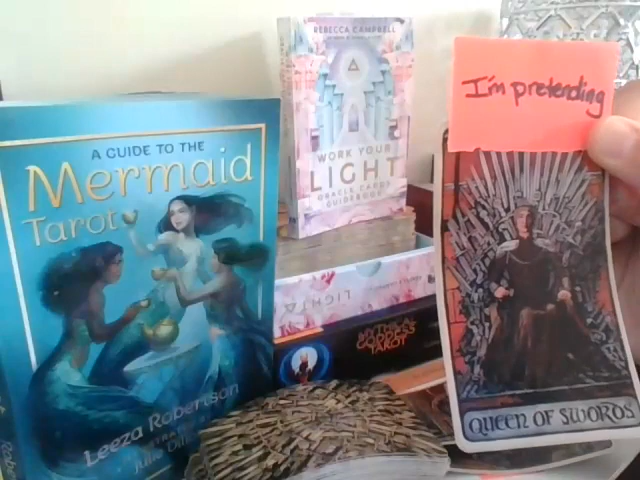 A GUIDE TO THE
Mermaid
Tarot
Leeza Robertson
REBECCA CAMPBELL
WORK YOUR
LIGHT
ORACLE CARDS
GUIDEBOOK
LIGHT
MYTHICAL
GODDESS
TAROT
I'm pretending
QUEEN OF SWORDS